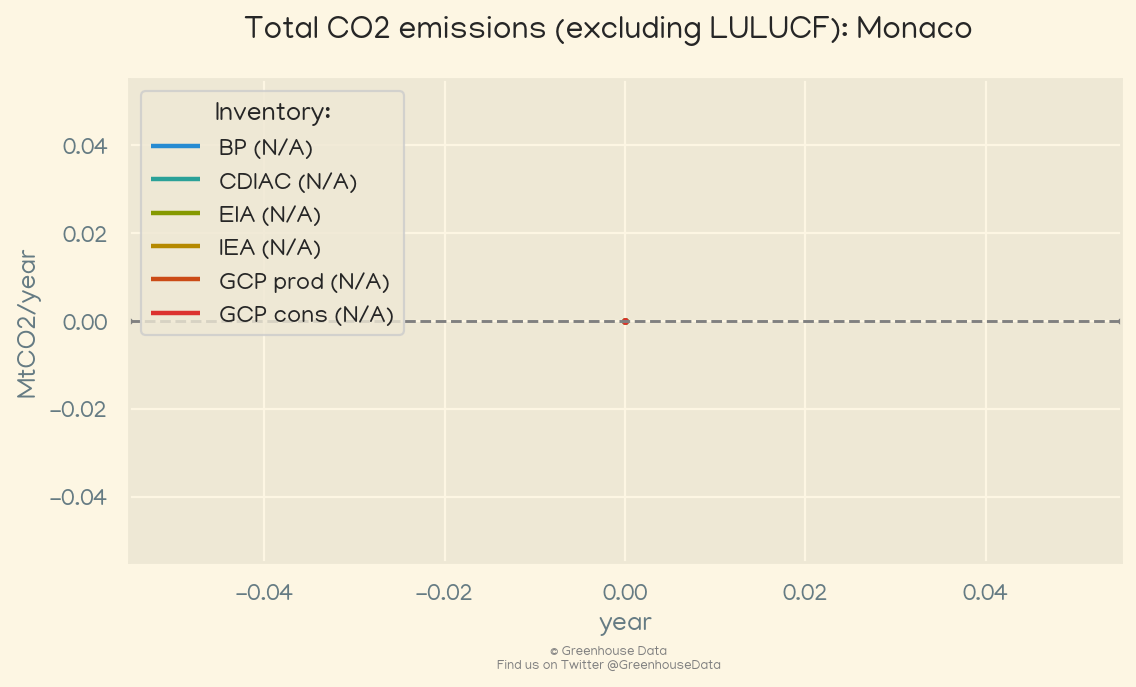 Total CO2 emissions (excluding LULUCF): Monaco
Inventory:
BP (N/A)
CDIAC (N/A)
EIA (N/A)
IEA (N/A)
GCP prod (N/A)
GCP cons (N/A)
MtCO2/year
0.04
0.02
0.00
−0.02
−0.04
−0.04 −0.02 0.00 0.02 0.04
year
© Greenhouse Data
Find us on Twitter @GreenhouseData